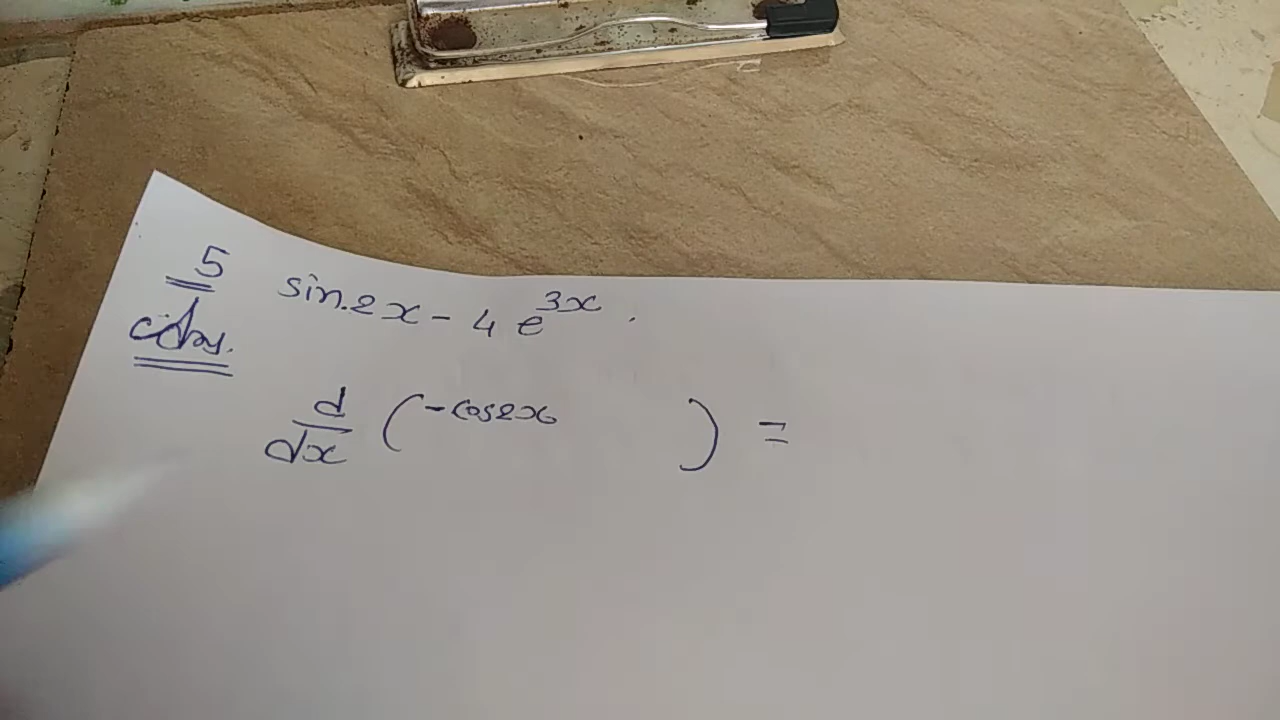 5 sin.2x - 4 e^3x .
d/dx ( -cos2x ) =